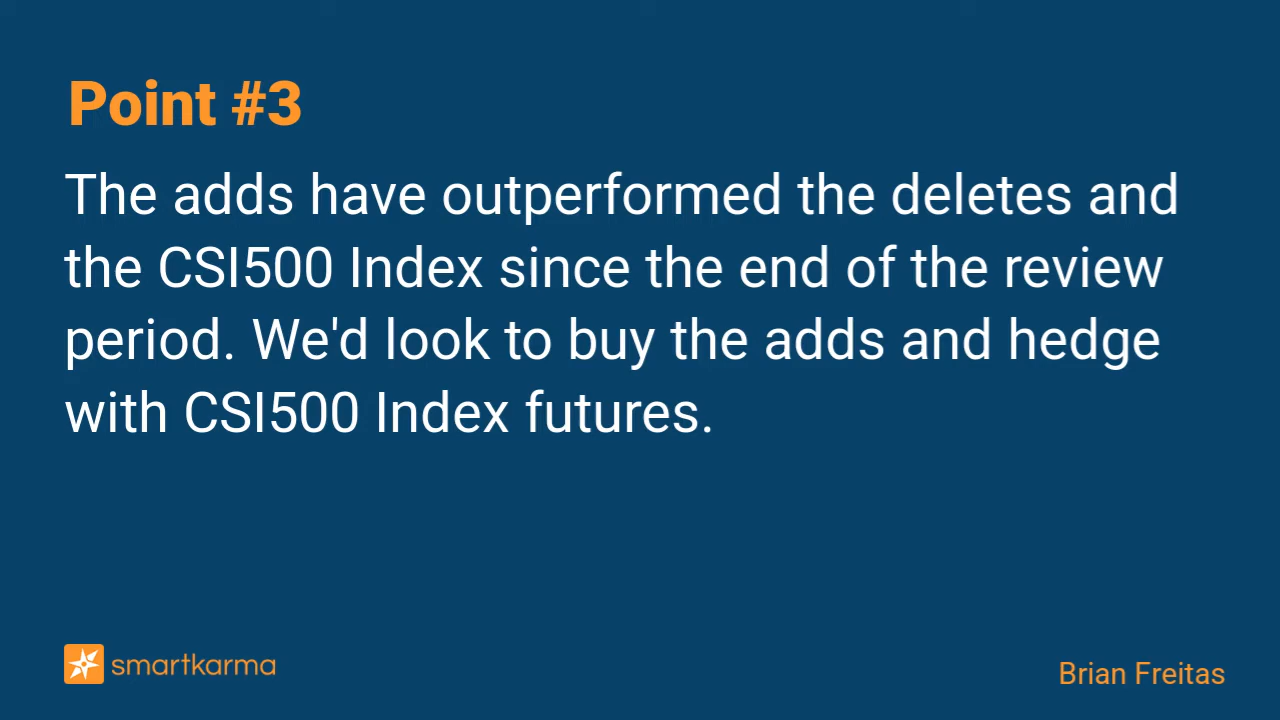 Point #3
The adds have outperformed the deletes and
the CSI500 Index since the end of the review
period. We'd look to buy the adds and hedge
with CSI500 Index futures.
smartkarma
Brian Freitas